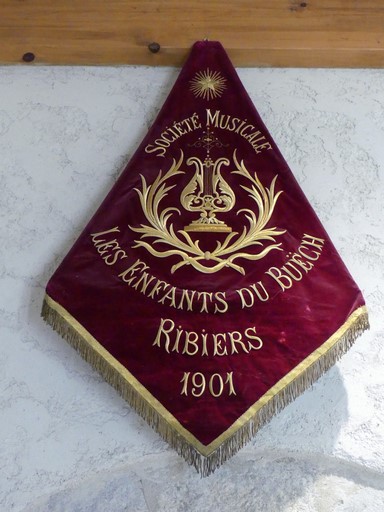 SOCIÉTÉ MUSICALE
LES ENFANTS DU BUËCH
RIBIERS
1901